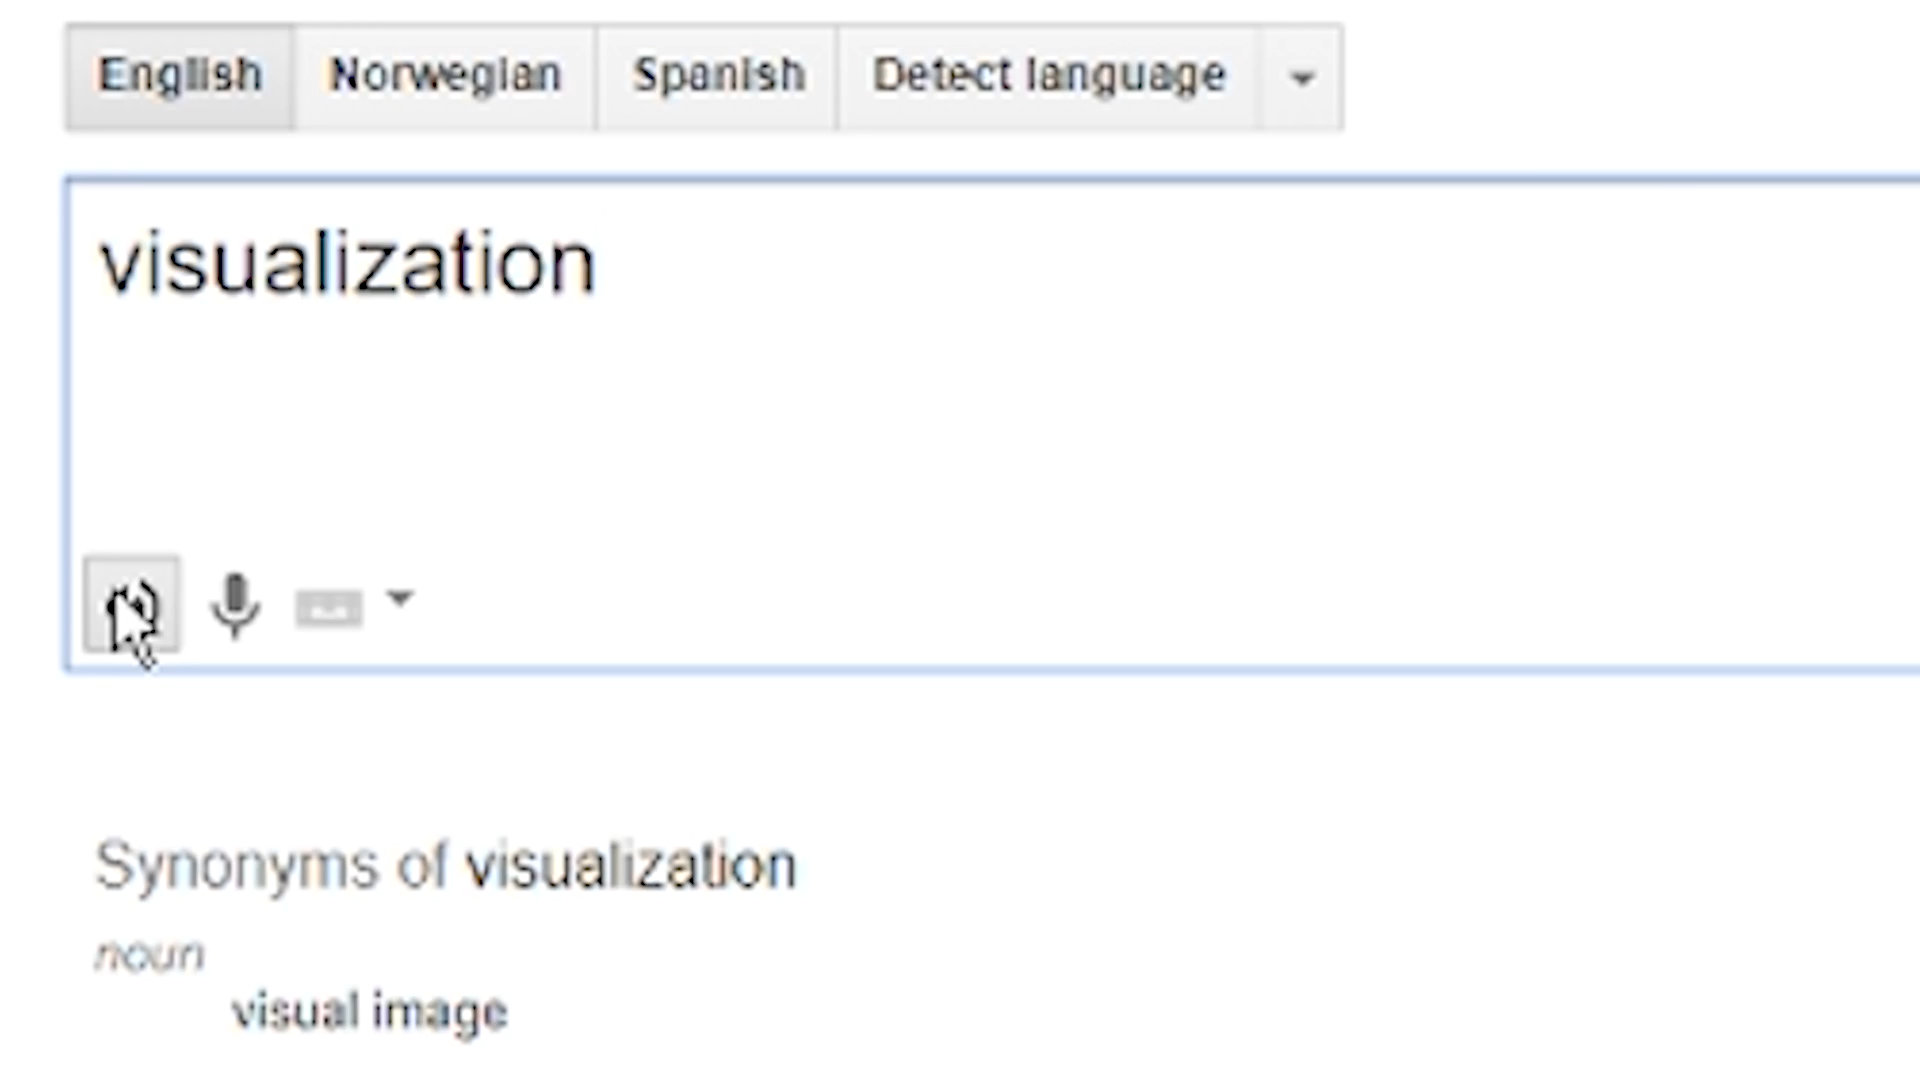 English Norwegian Spanish Detect language
visualization
Synonyms of visualization
noun
visual image